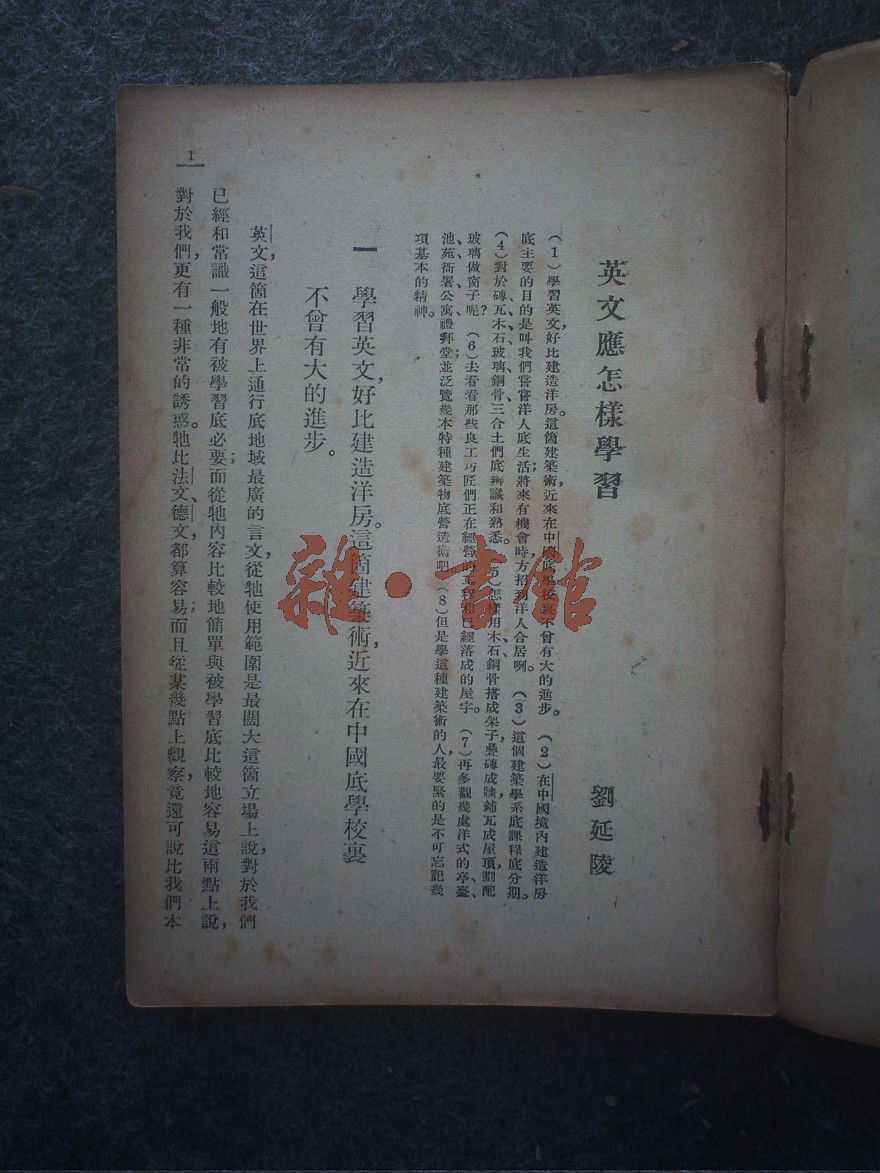 英文應怎樣學習
劉延陵
(1)學習英文,好比建造洋房。這箇建築術,近來在中國底學校裏不曾有大的進步。 (2)在中國境內建造洋房
底主要的目的是叫我們嘗嘗洋人底生活;將來有機會時方招到洋人合居啊。 (3)這個建築學系底課程底分期。
(4)對於磚、瓦、木、石、玻璃、鋼骨、三合土們底辨識和熟悉。 (5)怎樣用木、石、鋼骨搭成架子,疊磚成牆,鋪瓦成屋頂,劃配
玻璃做窗子呢? (6)去看看那些良工巧匠們正在經營的工程和已經落成的屋宇。 (7)再多觀幾處洋式的亭、臺、
池、苑、衙署、公寓、禮拜堂;並泛覽幾本特種建築物底營造術吧。 (8)但是學這種建築術的人,最要緊的是不可忘記幾
項基本的精神。
一 學習英文,好比建造洋房。這箇建築術,近來在中國底學校裏
不曾有大的進步。
英文,這箇在世界上通行底地域最廣的言文,從牠使用範圍是最闊大這箇立場上說,對於我們
已經和常識一般地有被學習底必要;而從牠內容比較地簡單與被學習底比較地容易這兩點上說,
對於我們,更有一種非常的誘惑。牠比法文、德文,都算容易;而且從某幾點上觀察,竟還可說比我們本
1
雜·書館